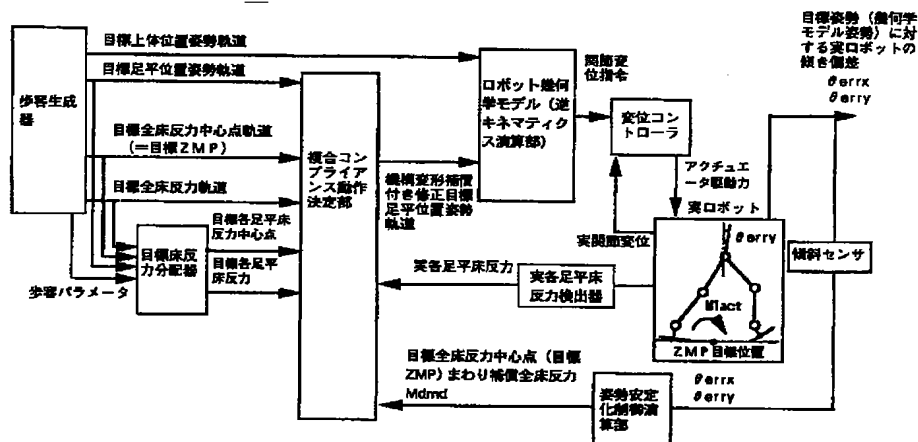 目標上体位置姿勢軌道
目標足平位置姿勢軌道
歩容生成
器
目標全床反力中心点軌道
(=目標ZMP)
目標全床反力軌道
目標各足平床
反力中心点
目標各足平
床反力
目標床反
力分配器
歩容パラメータ
複合コン
プライア
ンス動作
決定部
機構変形補償
付き修正目標
足平位置姿勢
軌道
ロボット幾何
学モデル(逆
キネマティク
ス演算部)
関節変
位指令
変位コン
トローラ
アクチュエ
ータ駆動力
実ロボット
実関節変位
実各足平床反力
実各足平床
反力検出器
θerry
M1act
ZMP目標位置
目標姿勢(幾何学
モデル姿勢)に対
する実ロボットの
傾き偏差
θerrx
θerry
傾斜センサ
目標全床反力中心点(目標
ZMP)まわり補償全床反力
Mdmd
姿勢安定
化制御演
算部
θerrx
θerry